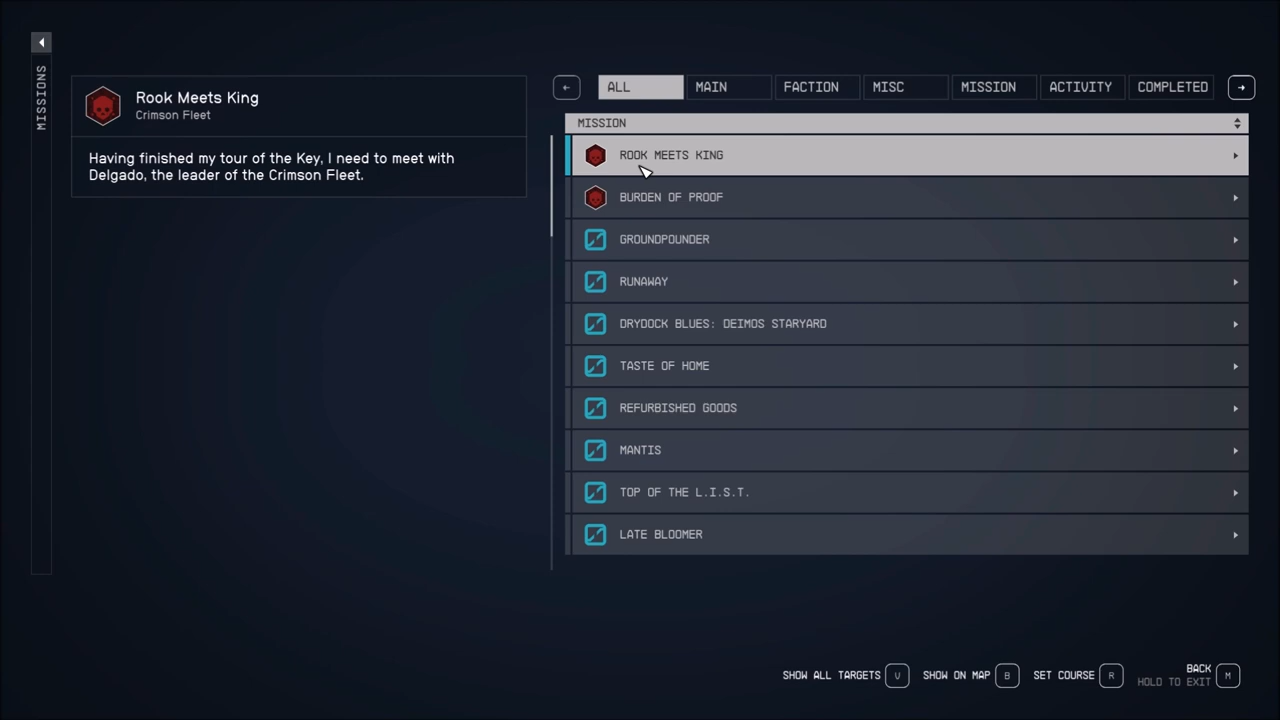 MISSIONS
Rook Meets King
Crimson Fleet
Having finished my tour of the Key, I need to meet with
Delgado, the leader of the Crimson Fleet.
ALL MAIN FACTION MISC MISSION ACTIVITY COMPLETED
MISSION
ROOK MEETS KING
BURDEN OF PROOF
GROUNDPOUNDER
RUNAWAY
DRYDOCK BLUES: DEIMOS STARYARD
TASTE OF HOME
REFURBISHED GOODS
MANTIS
TOP OF THE L.I.S.T.
LATE BLOOMER
SHOW ALL TARGETS V SHOW ON MAP B SET COURSE R BACK M
HOLD TO EXIT